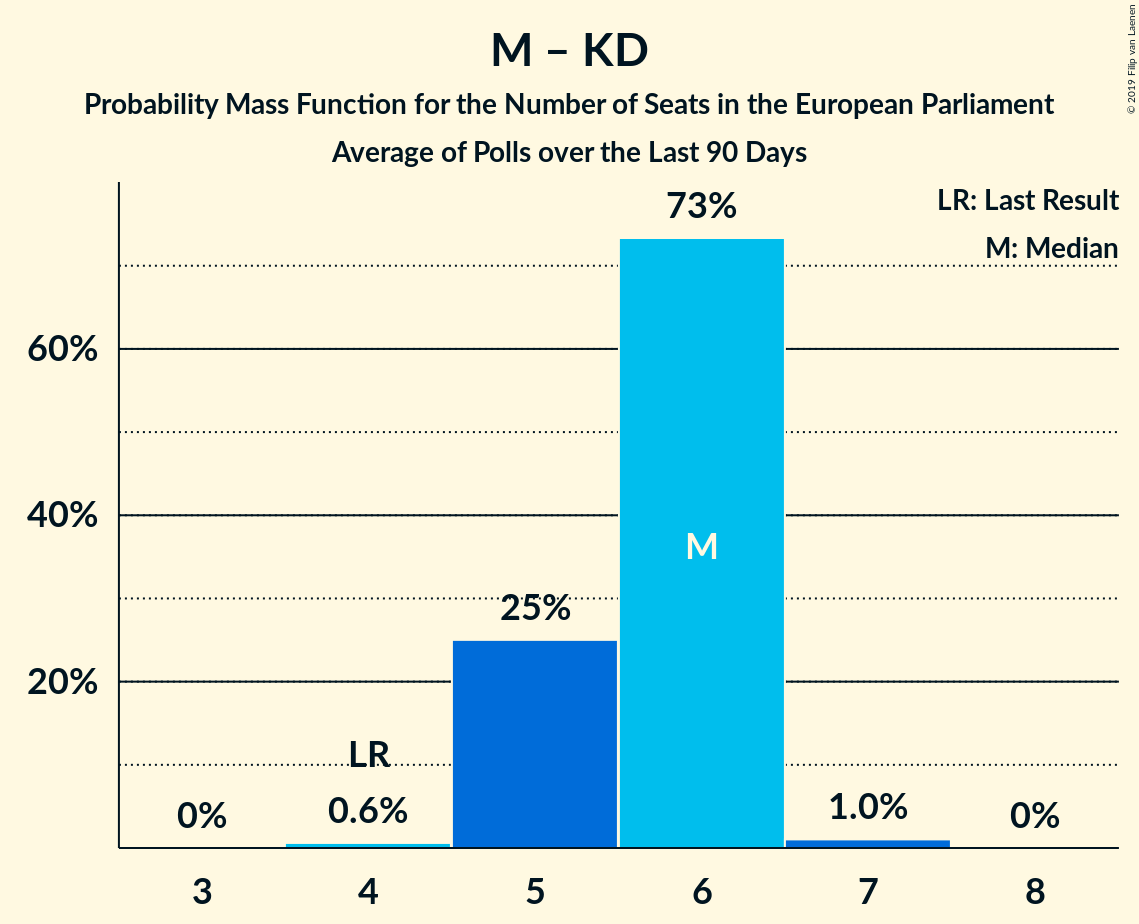 M – KD
Probability Mass Function for the Number of Seats in the European Parliament
Average of Polls over the Last 90 Days
© 2019 Filip van Laenen
LR: Last Result
M: Median
73%
60%
40%
M
25%
20%
LR
0%
0.6%
1.0%
0%
3
4
5
6
7
8